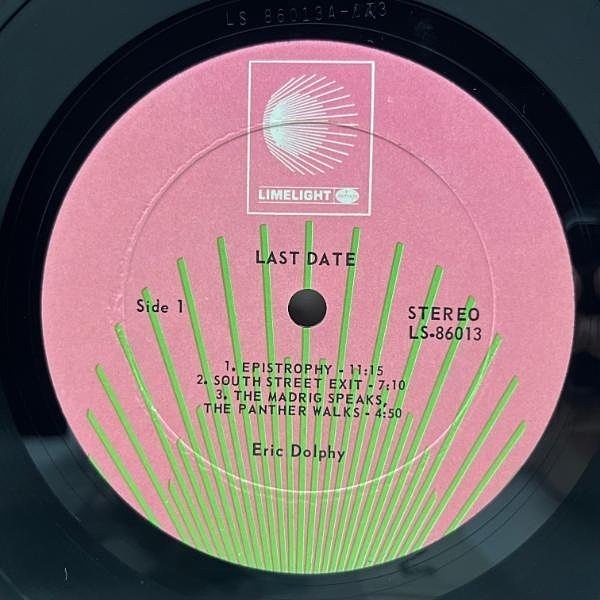 LS 86013A-
LIMELIGHT
LAST DATE
Side 1
STEREO
LS-86013
1. EPISTROPHY - 11:15
2. SOUTH STREET EXIT - 7:10
3. THE MADRIG SPEAKS,
THE PANTHER WALKS - 4:50
Eric Dolphy